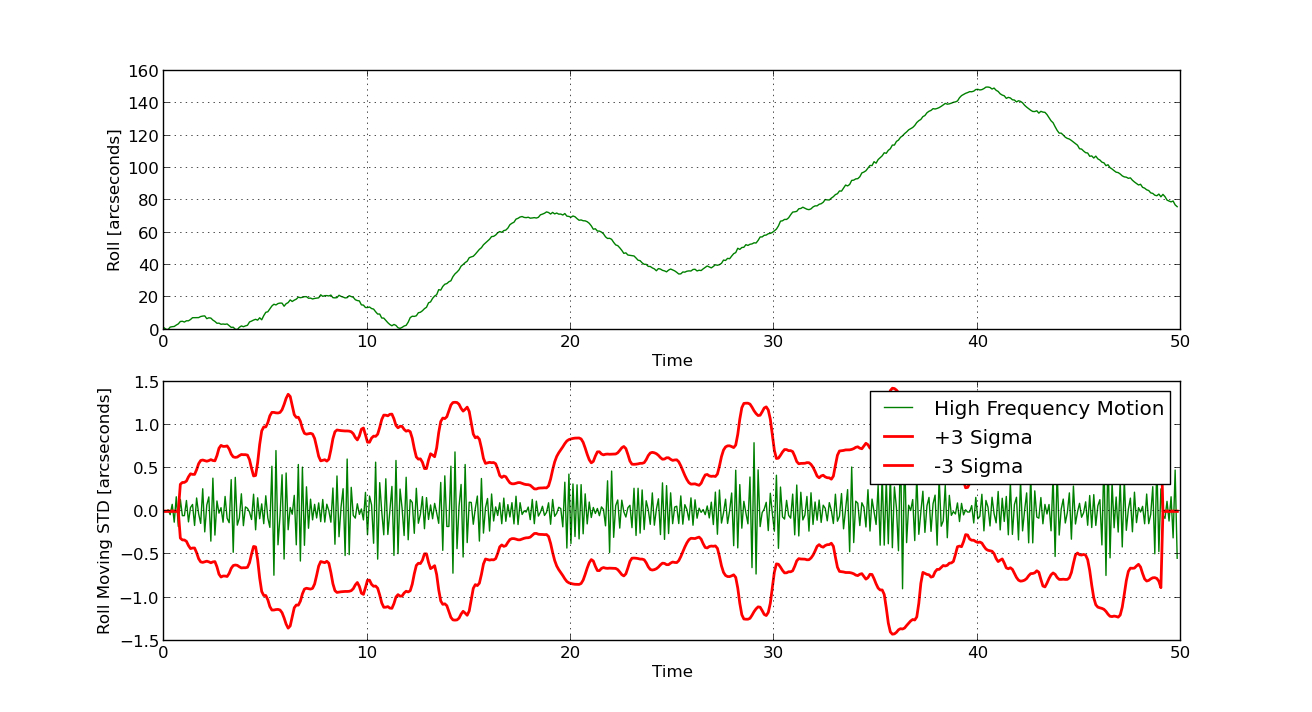 160
140
120
100
80
60
40
20
0
Roll [arcseconds]
0 10 20 30 40 50
Time
1.5
1.0
0.5
0.0
−0.5
−1.0
−1.5
Roll Moving STD [arcseconds]
High Frequency Motion
+3 Sigma
-3 Sigma
0 10 20 30 40 50
Time